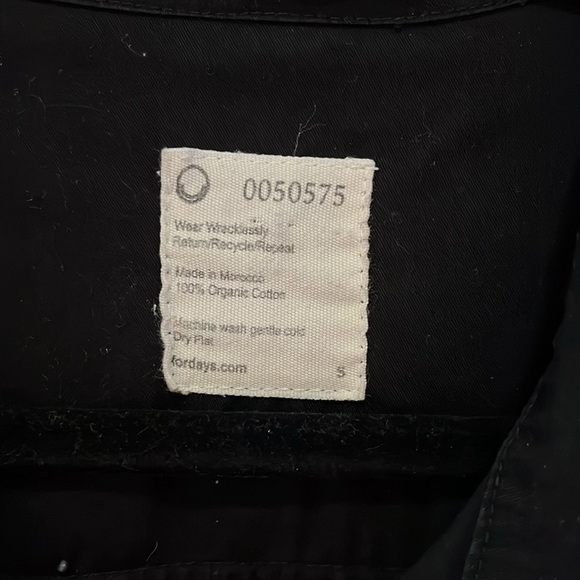 0050575
Wear Wrecklessly
Return/Recycle/Repeat
Made in Morocco
100% Organic Cotton
Machine wash gentle cold
Dry Flat
fordays.com
S